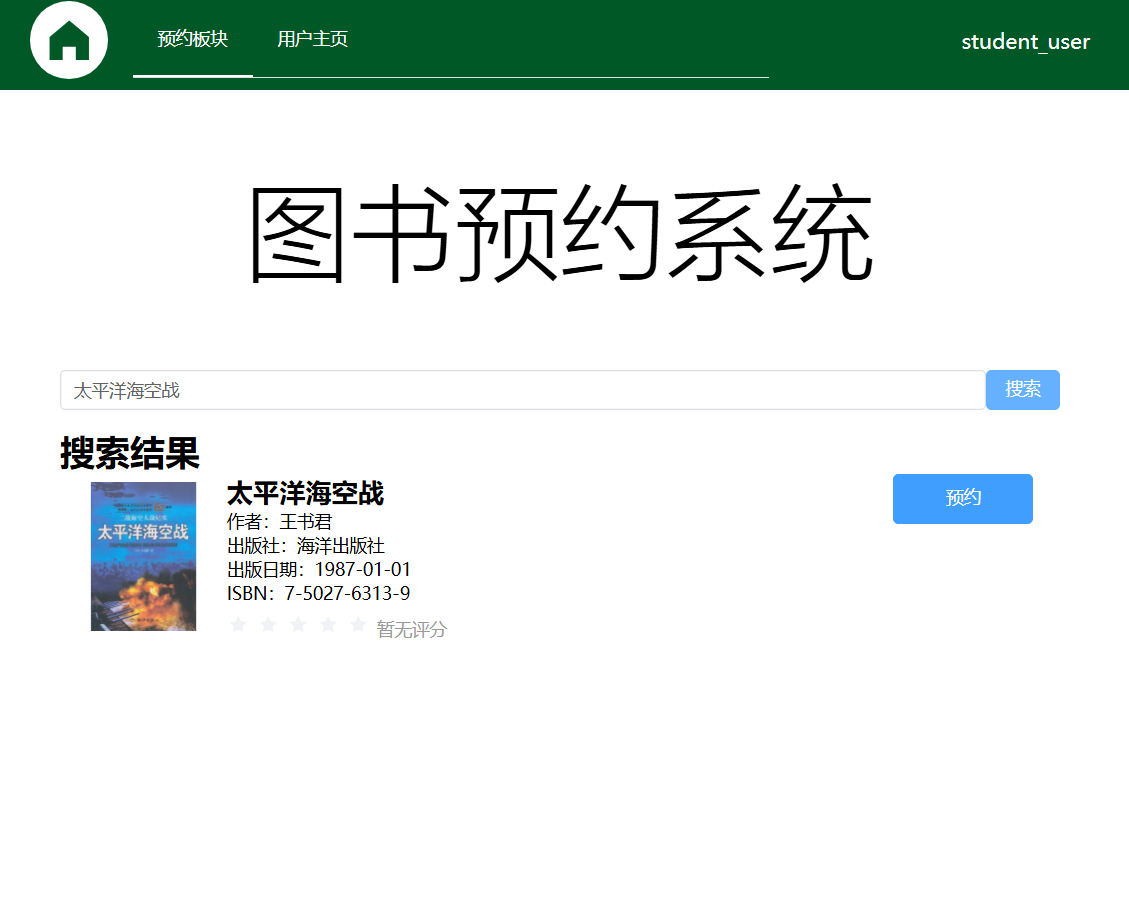 预约板块
用户主页
student_user
图书预约系统
太平洋海空战
搜索
搜索结果
太平洋海空战
太平洋海空战
预约
作者：王书君
出版社：海洋出版社
出版日期：1987-01-01
ISBN：7-5027-6313-9
暂无评分